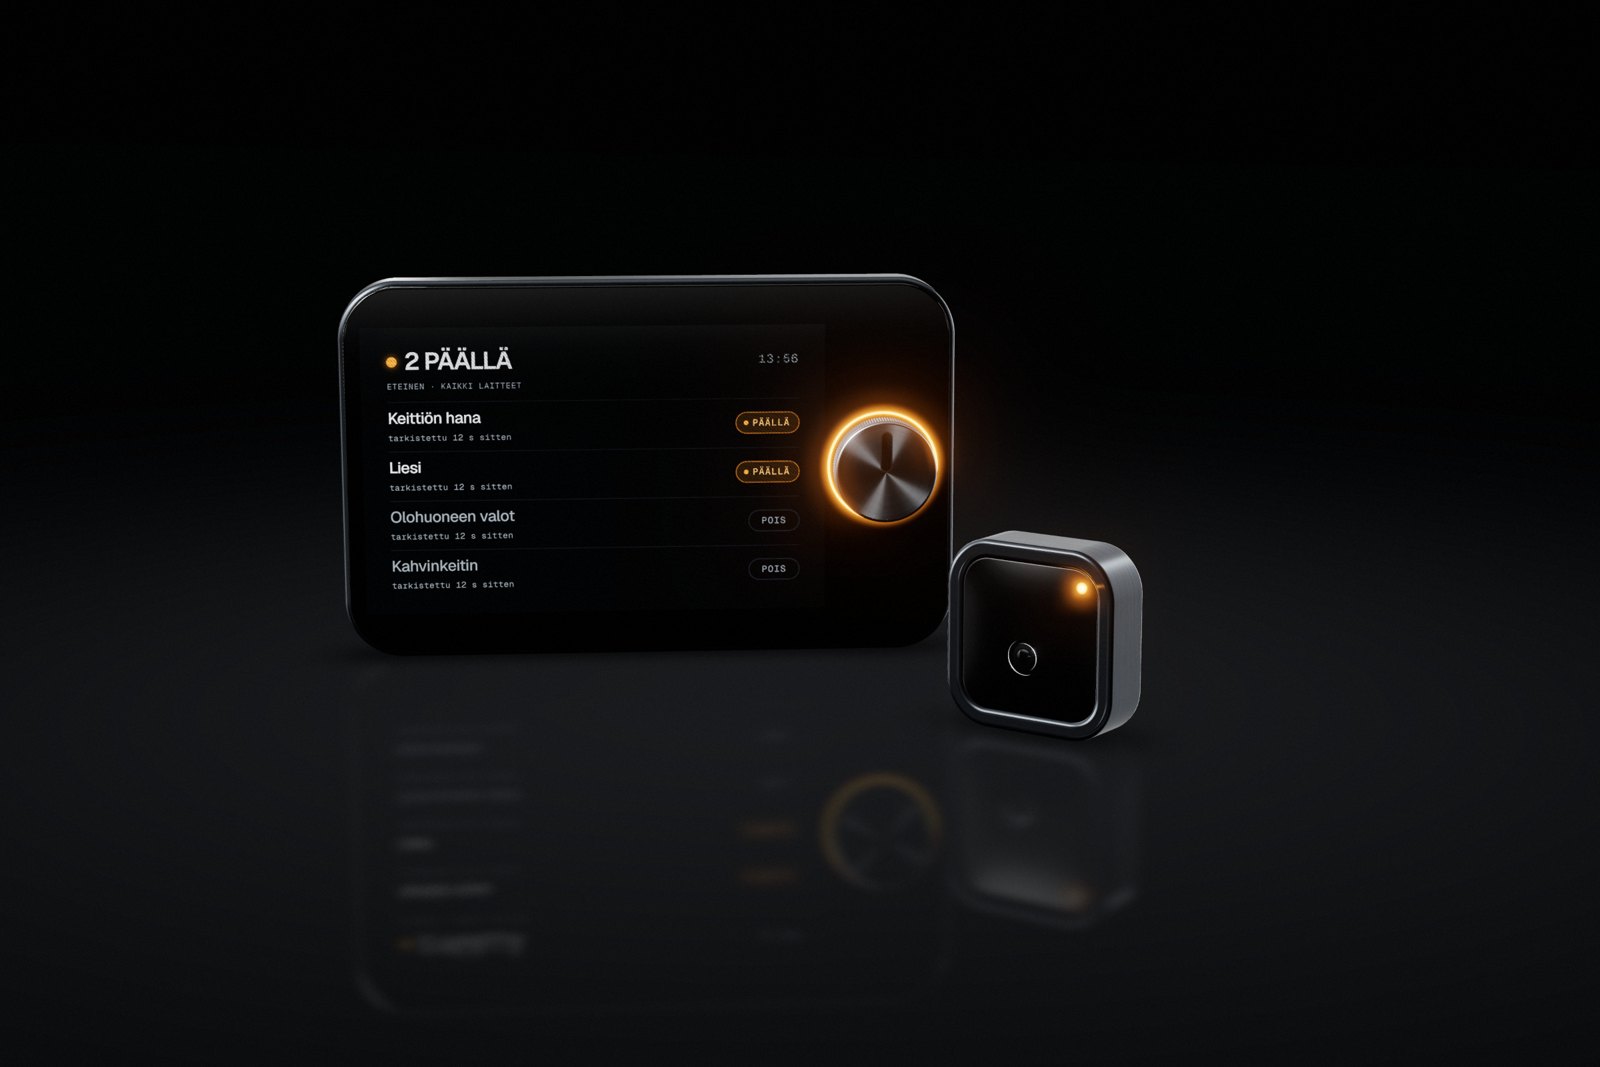 2 PÄÄLLÄ
13:56
ETEINEN · KAIKKI LAITTEET
Keittiön hana
PÄÄLLÄ
tarkistettu 12 s sitten
Liesi
PÄÄLLÄ
tarkistettu 12 s sitten
Olohuoneen valot
POIS
tarkistettu 12 s sitten
Kahvinkeitin
POIS
tarkistettu 12 s sitten